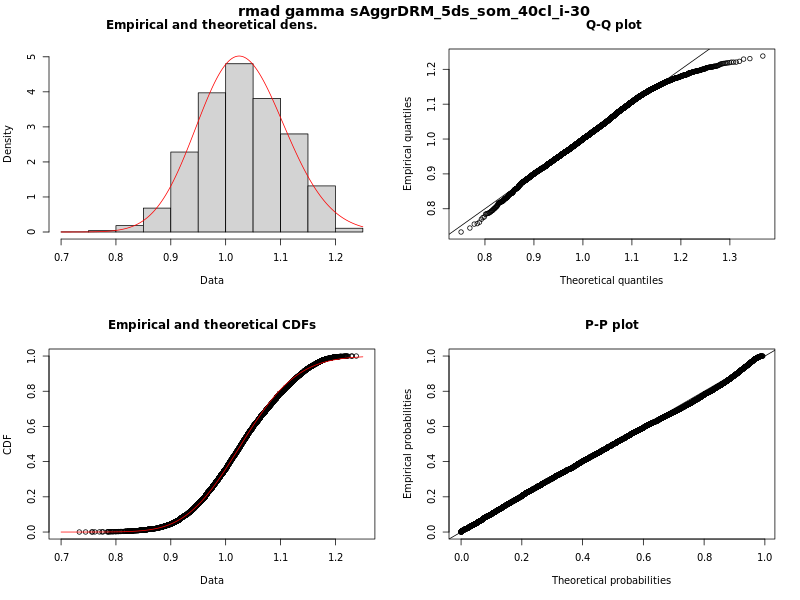 rmad gamma sAggrDRM_5ds_som_40cl_i-30
Empirical and theoretical dens.
Density
0 1 2 3 4 5
0.7 0.8 0.9 1.0 1.1 1.2
Data
Q-Q plot
Empirical quantiles
0.8 0.9 1.0 1.1 1.2
0.8 0.9 1.0 1.1 1.2 1.3
Theoretical quantiles
Empirical and theoretical CDFs
CDF
0.0 0.2 0.4 0.6 0.8 1.0
0.7 0.8 0.9 1.0 1.1 1.2
Data
P-P plot
Empirical probabilities
0.0 0.2 0.4 0.6 0.8 1.0
0.0 0.2 0.4 0.6 0.8 1.0
Theoretical probabilities